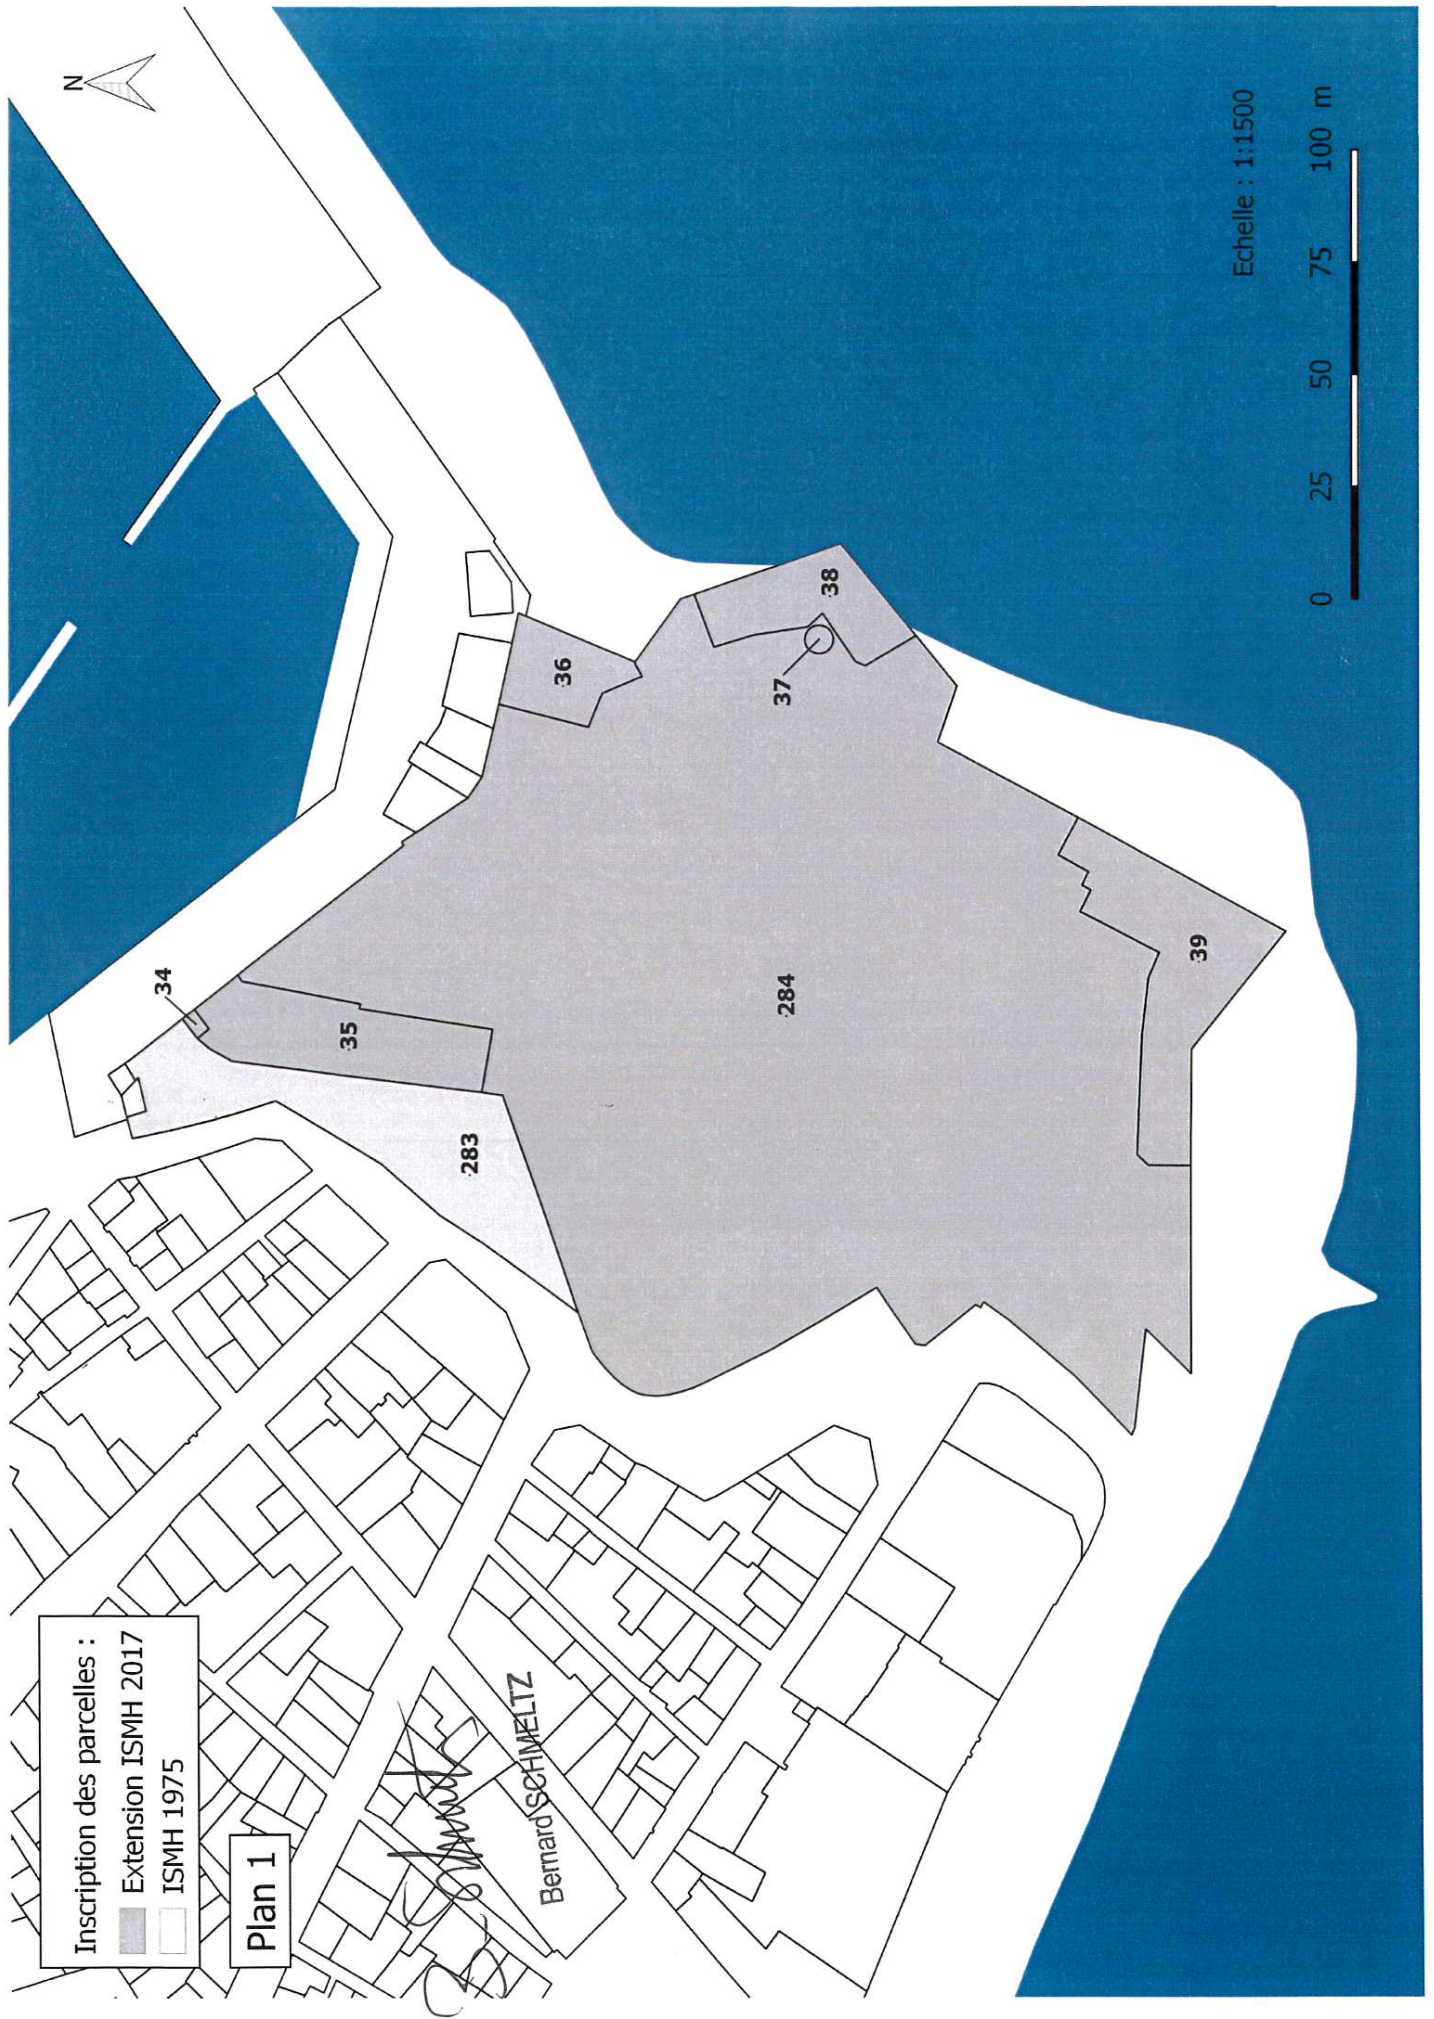 Inscription des parcelles :
Extension ISMH 2017
ISMH 1975
Plan 1
Bernard SCHMELTZ
N
34
35
283
36
37
38
284
39
Echelle : 1:1500
0 25 50 75 100 m